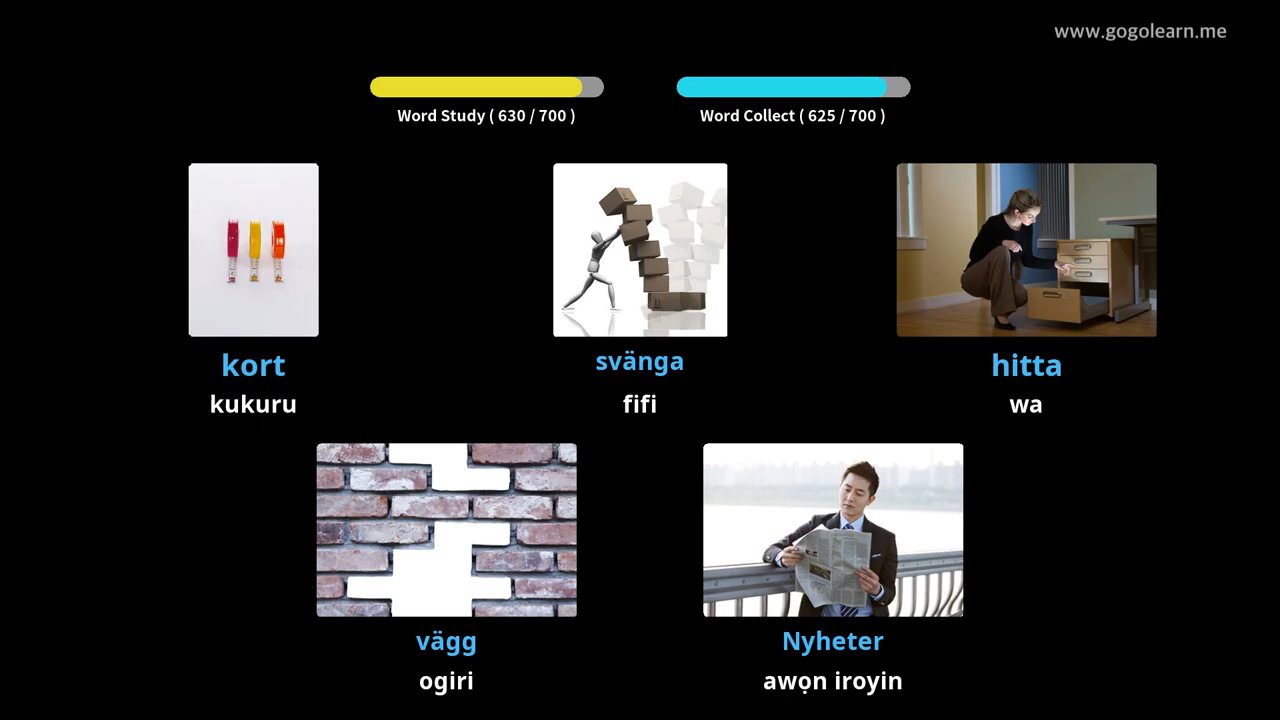 www.gogolearn.me
Word Study ( 630 / 700 )
Word Collect ( 625 / 700 )
kort
kukuru
svänga
fifi
hitta
wa
vägg
ogiri
Nyheter
awọn iroyin